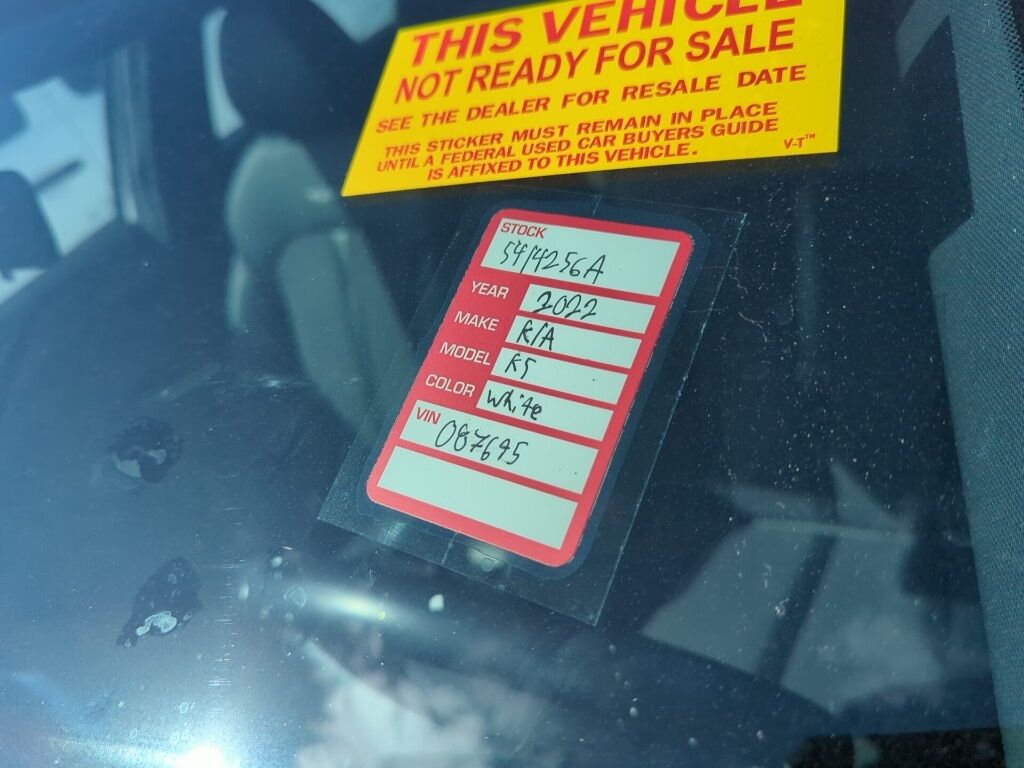 THIS VEHICLE
NOT READY FOR SALE
SEE THE DEALER FOR RESALE DATE
THIS STICKER MUST REMAIN IN PLACE
UNTIL A FEDERAL USED CAR BUYERS GUIDE
IS AFFIXED TO THIS VEHICLE.
V-T™
STOCK
5414256A
YEAR 2022
MAKE KIA
MODEL K5
COLOR White
VIN
087695